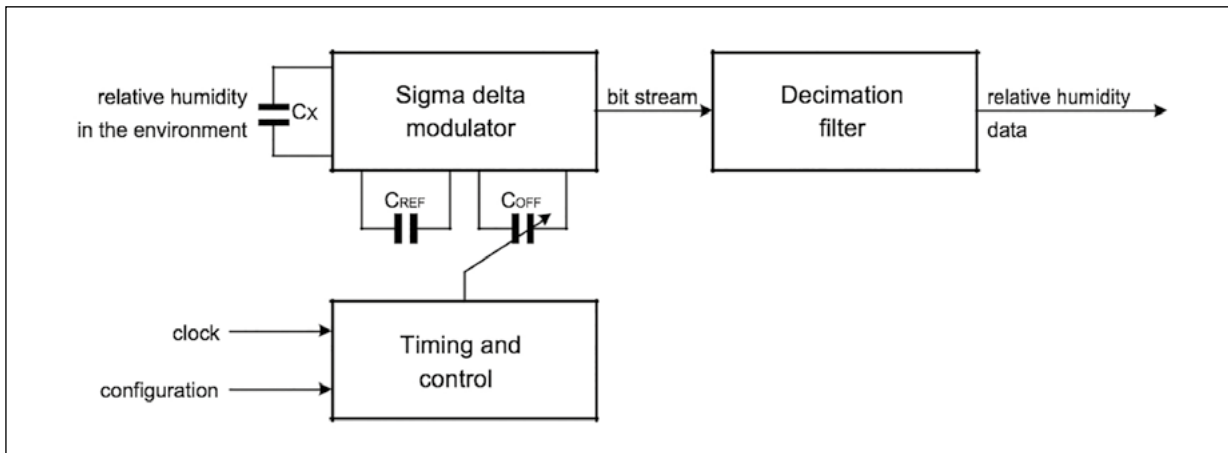 relative humidity
in the environment
Cx
Sigma delta
modulator
bit stream
Decimation
filter
relative humidity
data
CREF
COFF
clock
configuration
Timing and
control